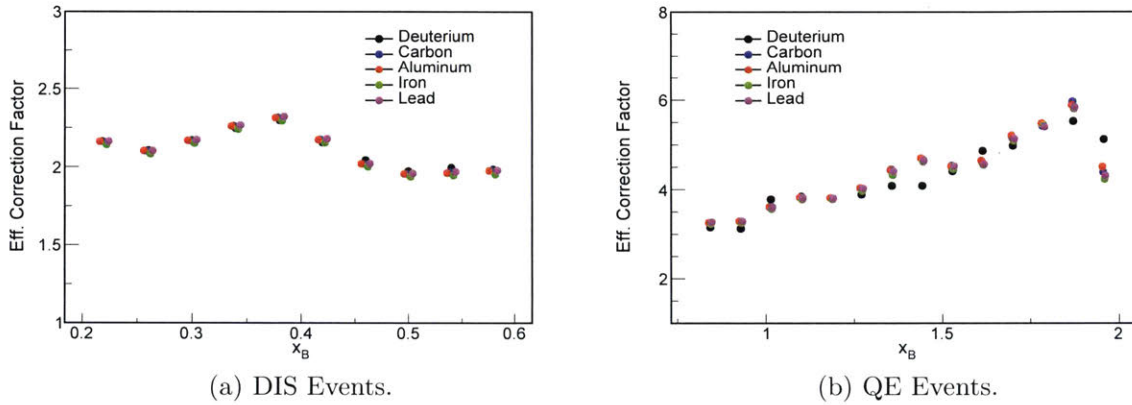 3
2.5
2
1.5
1
Eff. Correction Factor
Deuterium
Carbon
Aluminum
Iron
Lead
0.2 0.3 0.4 0.5 0.6
x_B
(a) DIS Events.
8
6
4
2
Eff. Correction Factor
Deuterium
Carbon
Aluminum
Iron
Lead
1 1.5 2
x_B
(b) QE Events.